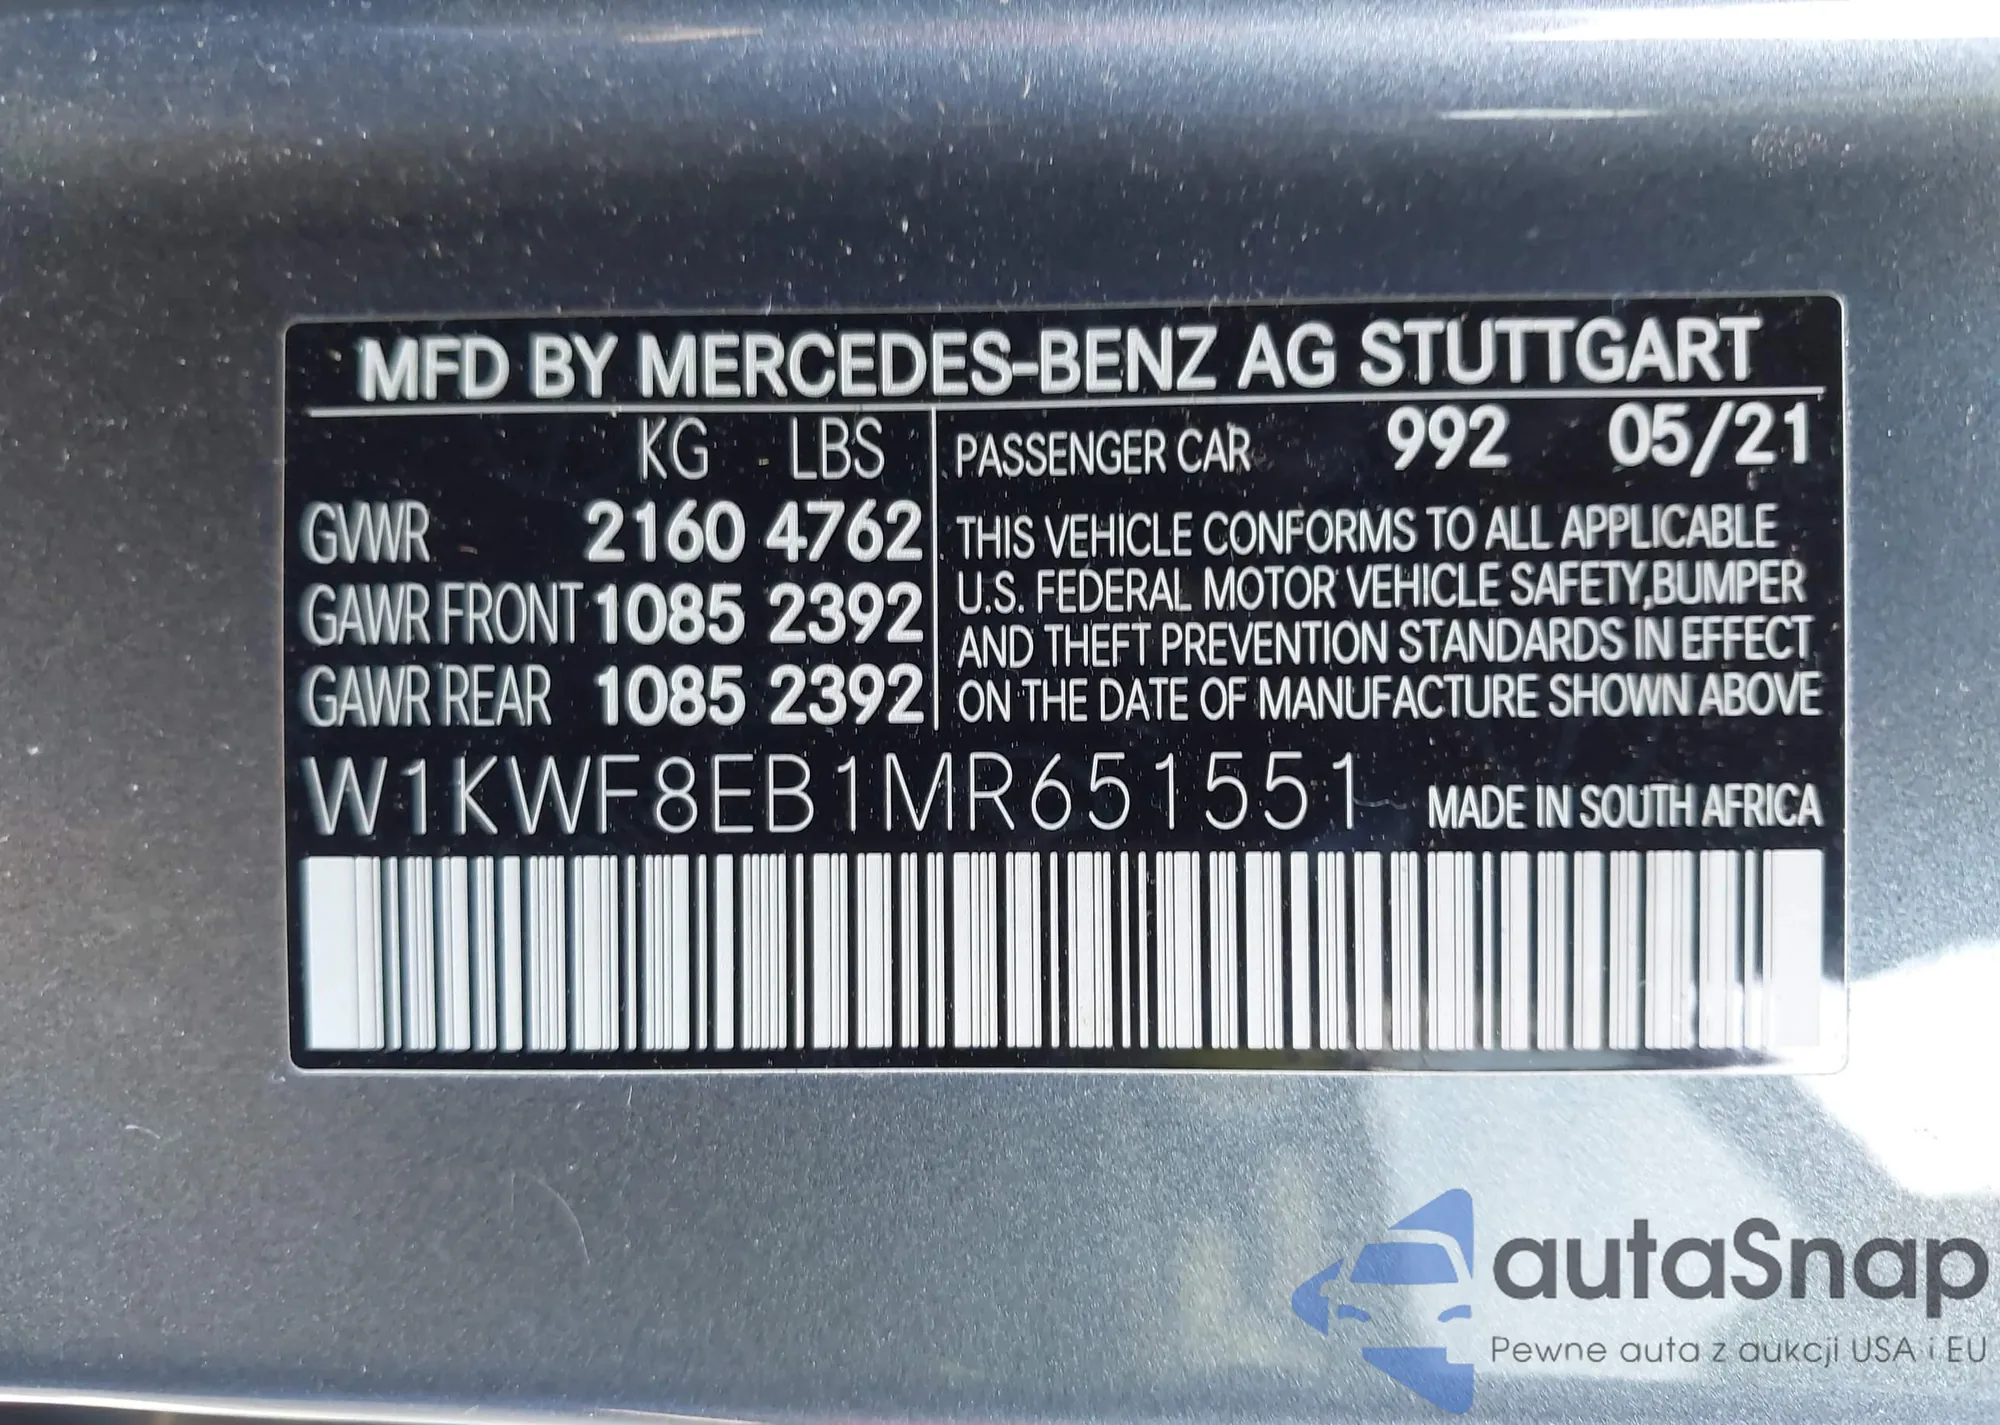 MFD BY MERCEDES-BENZ AG STUTTGART
KG LBS
GVWR 2160 4762
GAWR FRONT 1085 2392
GAWR REAR 1085 2392
PASSENGER CAR 992 05/21
THIS VEHICLE CONFORMS TO ALL APPLICABLE
U.S. FEDERAL MOTOR VEHICLE SAFETY,BUMPER
AND THEFT PREVENTION STANDARDS IN EFFECT
ON THE DATE OF MANUFACTURE SHOWN ABOVE
W1KWF8EB1MR651551 MADE IN SOUTH AFRICA
autaSnap
Pewne auta z aukcji USA i EU